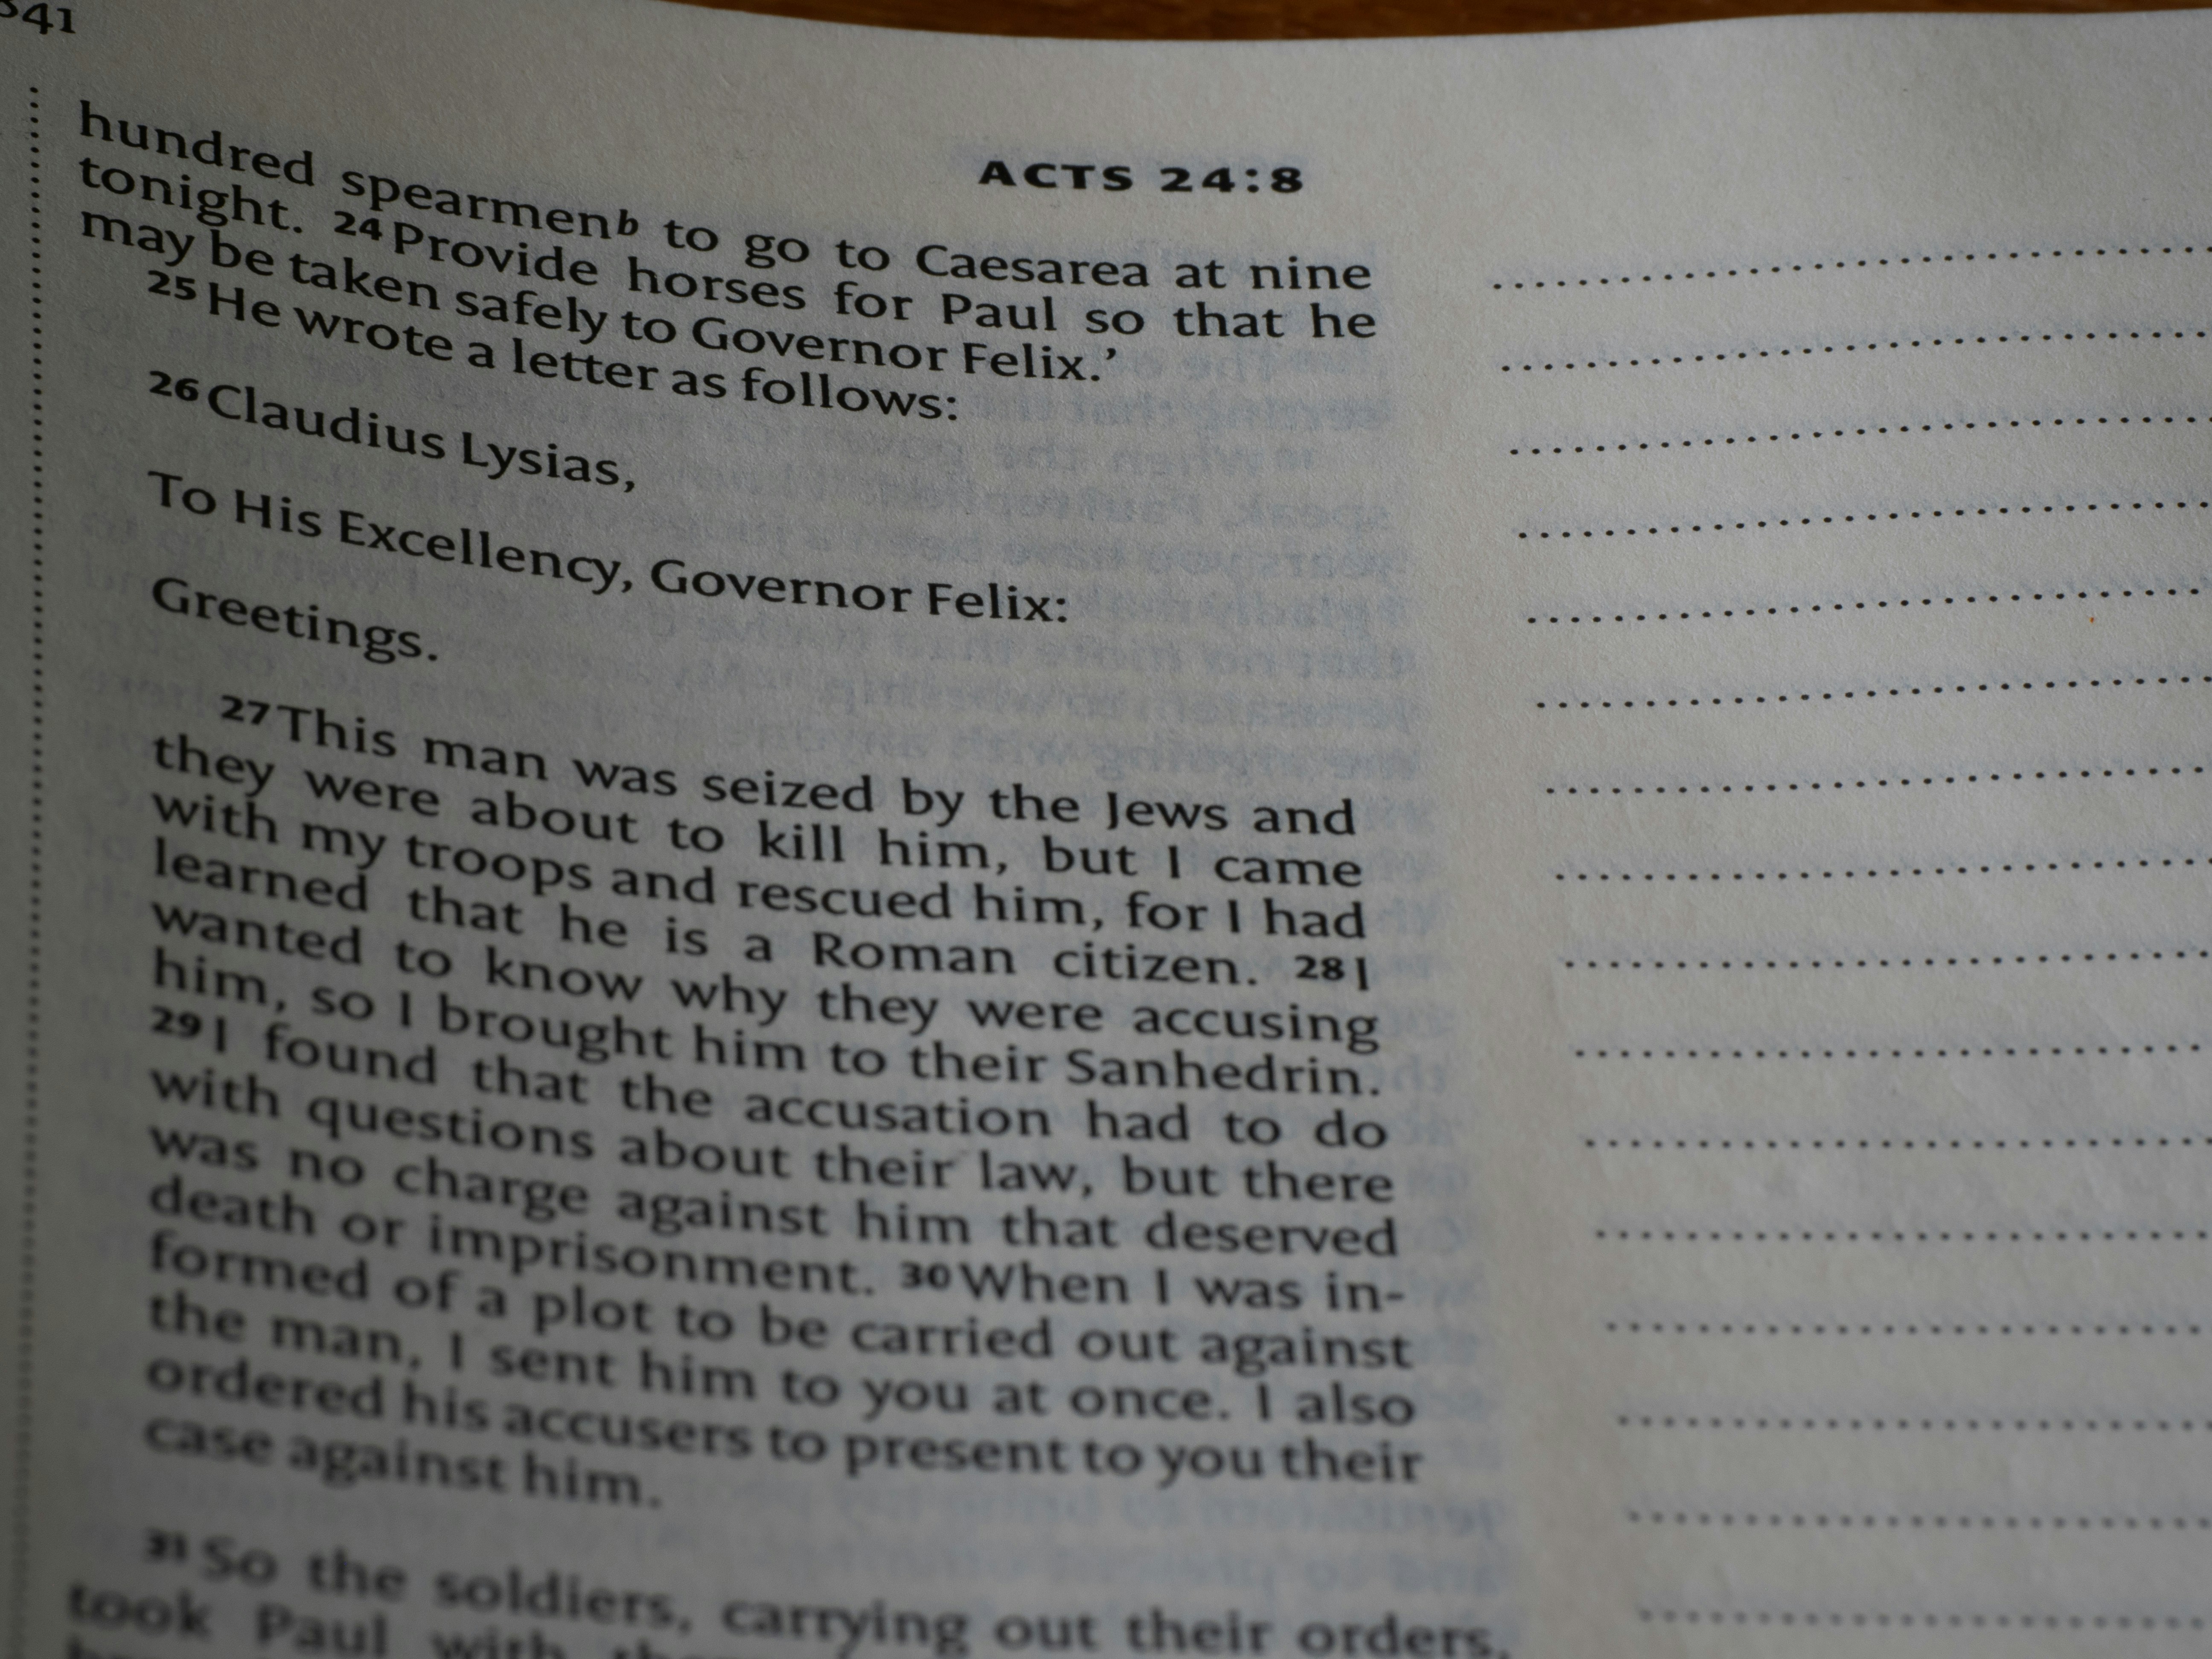 341
ACTS 24:8
hundred spearmenᵇ to go to Caesarea at nine
tonight. 24 Provide horses for Paul so that he
may be taken safely to Governor Felix.’
25 He wrote a letter as follows:
26 Claudius Lysias,
To His Excellency, Governor Felix:
Greetings.
27 This man was seized by the Jews and
they were about to kill him, but I came
with my troops and rescued him, for I had
learned that he is a Roman citizen. 28 I
wanted to know why they were accusing
him, so I brought him to their Sanhedrin.
29 I found that the accusation had to do
with questions about their law, but there
was no charge against him that deserved
death or imprisonment. 30 When I was in-
formed of a plot to be carried out against
the man, I sent him to you at once. I also
ordered his accusers to present to you their
case against him.
31 So the soldiers, carrying out their orders,
took Paul with